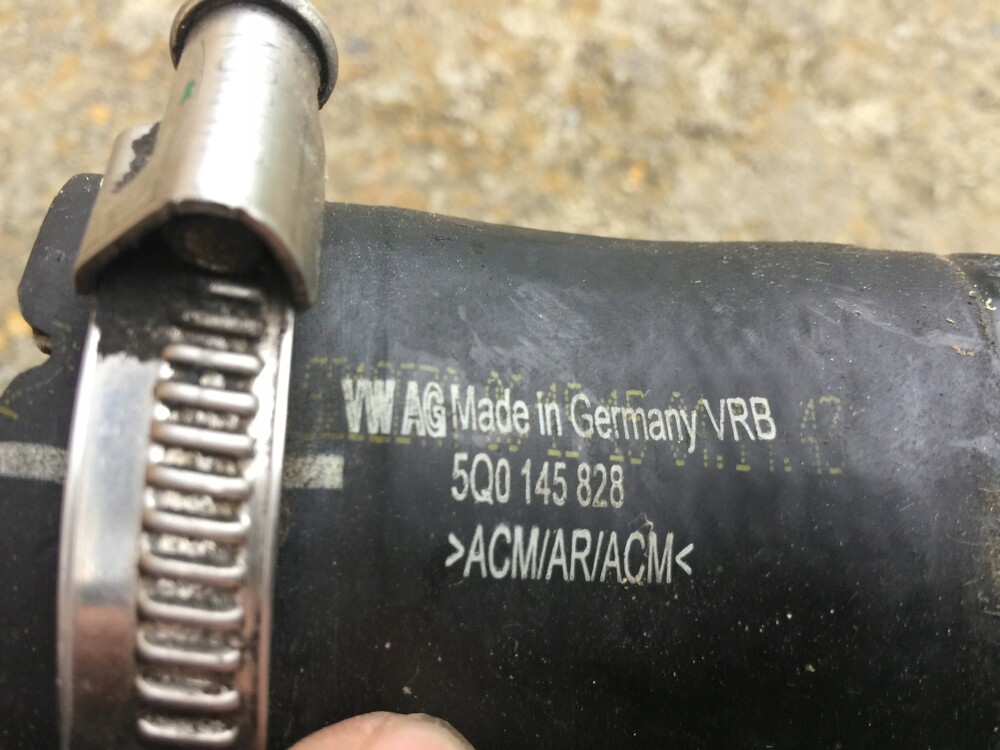 VW AG Made in Germany VRB
5Q0 145 828
>ACM/AR/ACM<